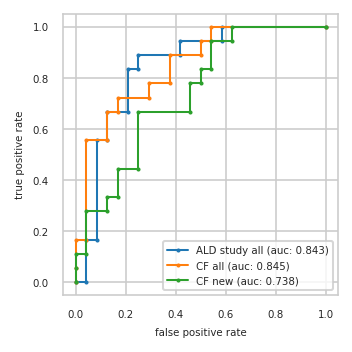 true positive rate
1.0
0.8
0.6
0.4
0.2
0.0
ALD study all (auc: 0.843)
CF all (auc: 0.845)
CF new (auc: 0.738)
0.0 0.2 0.4 0.6 0.8 1.0
false positive rate